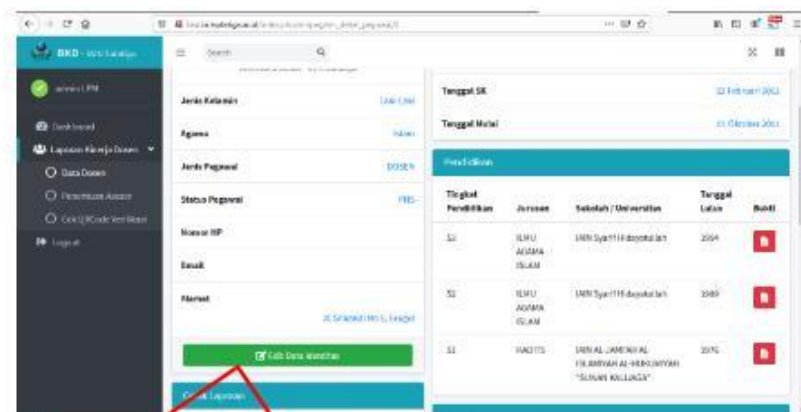 BKD - IAIN Salatiga
Search
admin LPM
Dashboard
Laporan Kinerja Dosen
Data Dosen
Penentuan Asesor
Cek QRCode Verifikasi
Logout
Jenis Kelamin
Laki-Laki
Agama
Islam
Jenis Pegawai
DOSEN
Status Pegawai
PNS
Nomor HP
Email
Alamat
Edit Data Identitas
Cetak Laporan
Tanggal SK
Tanggal Mulai
Pendidikan
Tingkat Pendidikan
Jurusan
Sekolah / Universitas
Tanggal Lulus
Bukti
S3
ILMU
AGAMA
ISLAM
IAIN Syarif Hidayatullah
1994
S2
ILMU
AGAMA
ISLAM
IAIN Syarif Hidayatullah
1989
S1
HADITS
IAIN AL-JAMI'AH AL-
ISLAMIYAH AL-HUKUMIYAH
"SUNAN KALIJAGA"
1976